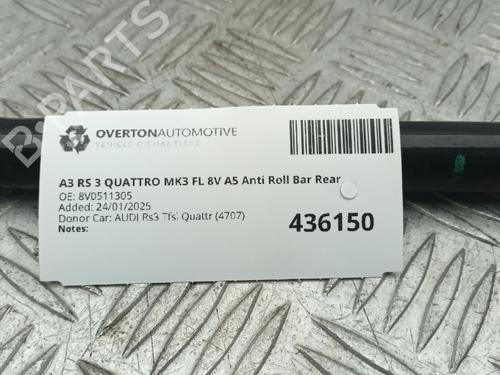 B-PARTS
OVERTONAUTOMOTIVE
VEHICLE DISMANTLERS
A3 RS 3 QUATTRO MK3 FL 8V A5 Anti Roll Bar Rear
OE: 8V0511305
Added: 24/01/2025
Donor Car: AUDI Rs3 Tfsi Quattr (4707)
Notes:
436150